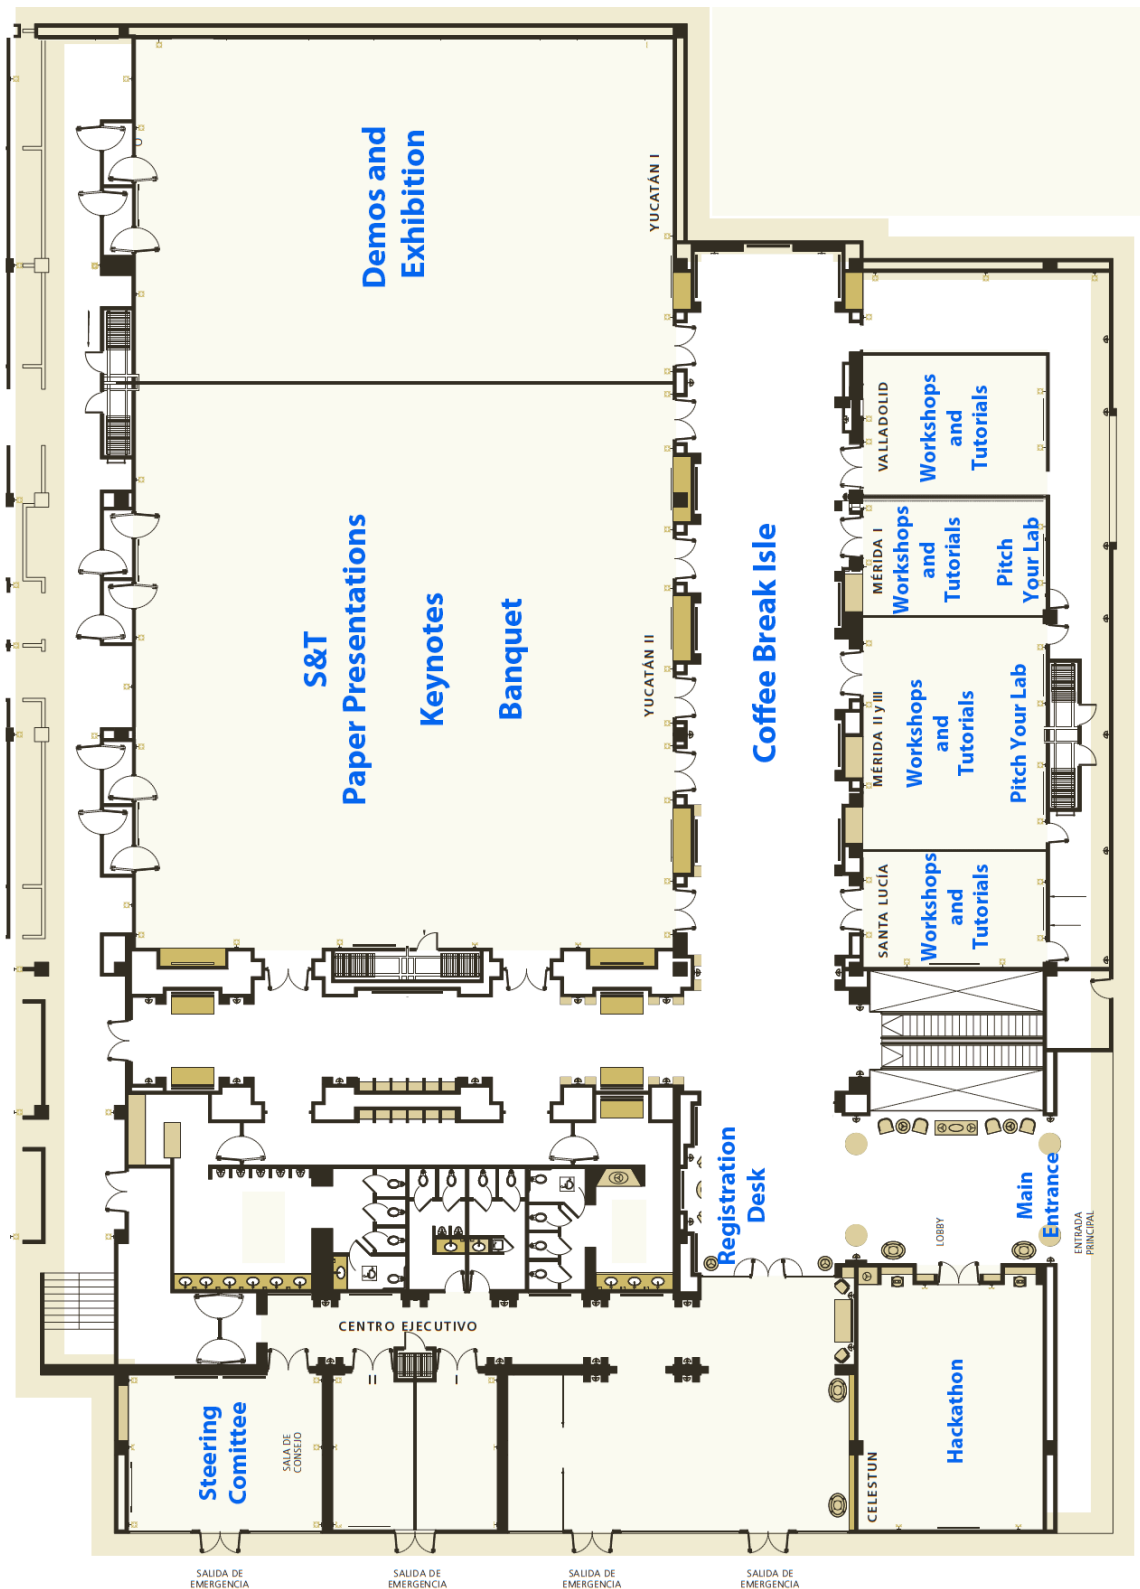 Demos and
Exhibition
YUCATÁN I
S&T
Paper Presentations
Keynotes
Banquet
YUCATÁN II
Coffee Break Isle
VALLADOLID
Workshops
and
Tutorials
MÉRIDA I
Workshops
and
Tutorials
Pitch
Your Lab
MÉRIDA II y III
Workshops
and
Tutorials
Pitch Your Lab
SANTA LUCÍA
Workshops
and
Tutorials
Registration
Desk
LOBBY
Main
Entrance
ENTRADA
PRINCIPAL
CENTRO EJECUTIVO
II
I
Steering
Comittee
SALA DE
CONSEJO
CELESTUN
Hackathon
SALIDA DE
EMERGENCIA
SALIDA DE
EMERGENCIA
SALIDA DE
EMERGENCIA
SALIDA DE
EMERGENCIA